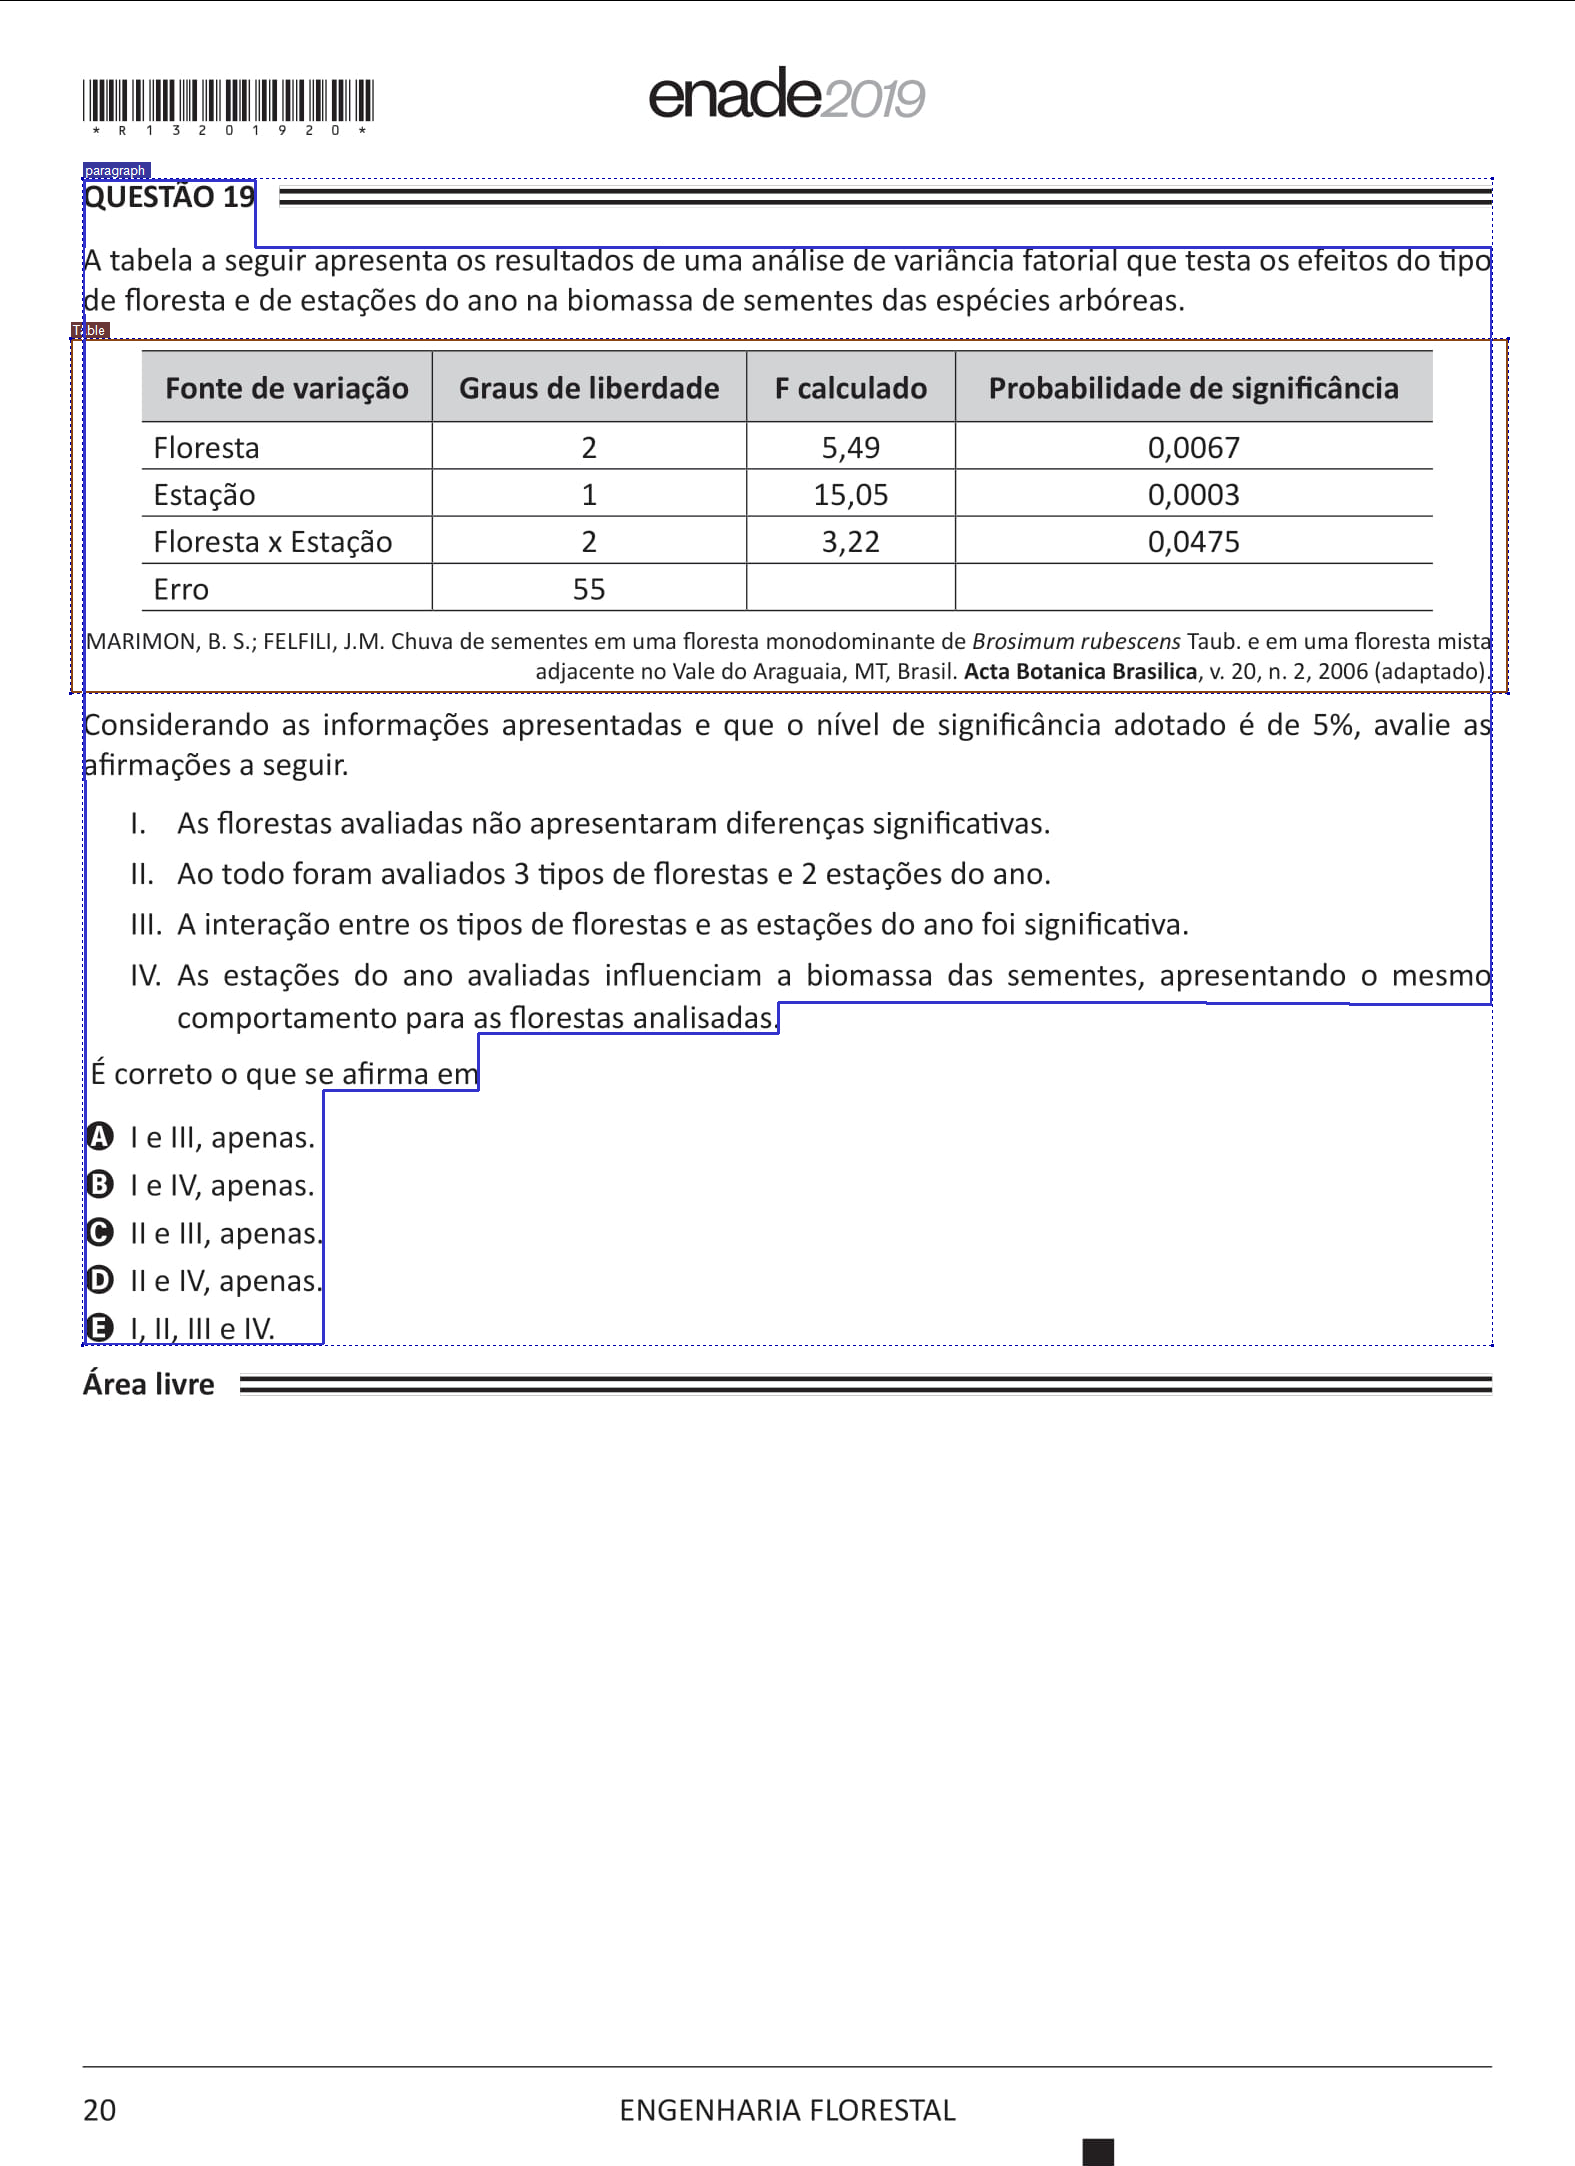 *R13201920*
enade2019
paragraph
QUESTÃO 19
A tabela a seguir apresenta os resultados de uma análise de variância fatorial que testa os efeitos do tipo
de floresta e de estações do ano na biomassa de sementes das espécies arbóreas.
Table
Fonte de variação Graus de liberdade F calculado Probabilidade de significância
Floresta 2 5,49 0,0067
Estação 1 15,05 0,0003
Floresta x Estação 2 3,22 0,0475
Erro 55
MARIMON, B. S.; FELFILI, J.M. Chuva de sementes em uma floresta monodominante de Brosimum rubescens Taub. e em uma floresta mista
adjacente no Vale do Araguaia, MT, Brasil. Acta Botanica Brasilica, v. 20, n. 2, 2006 (adaptado).
Considerando as informações apresentadas e que o nível de significância adotado é de 5%, avalie as
afirmações a seguir.
I. As florestas avaliadas não apresentaram diferenças significativas.
II. Ao todo foram avaliados 3 tipos de florestas e 2 estações do ano.
III. A interação entre os tipos de florestas e as estações do ano foi significativa.
IV. As estações do ano avaliadas influenciam a biomassa das sementes, apresentando o mesmo
comportamento para as florestas analisadas.
É correto o que se afirma em
A I e III, apenas.
B I e IV, apenas.
C II e III, apenas.
D II e IV, apenas.
E I, II, III e IV.
Área livre
20 ENGENHARIA FLORESTAL